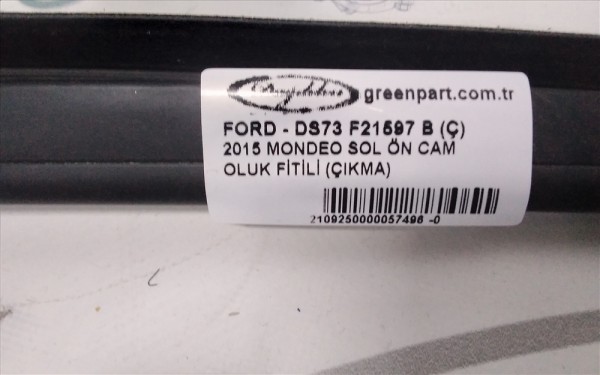 greenpart.com.tr
FORD - DS73 F21597 B (Ç)
2015 MONDEO SOL ÖN CAM
OLUK FİTİLİ (ÇIKMA)
2109250000057496 -0